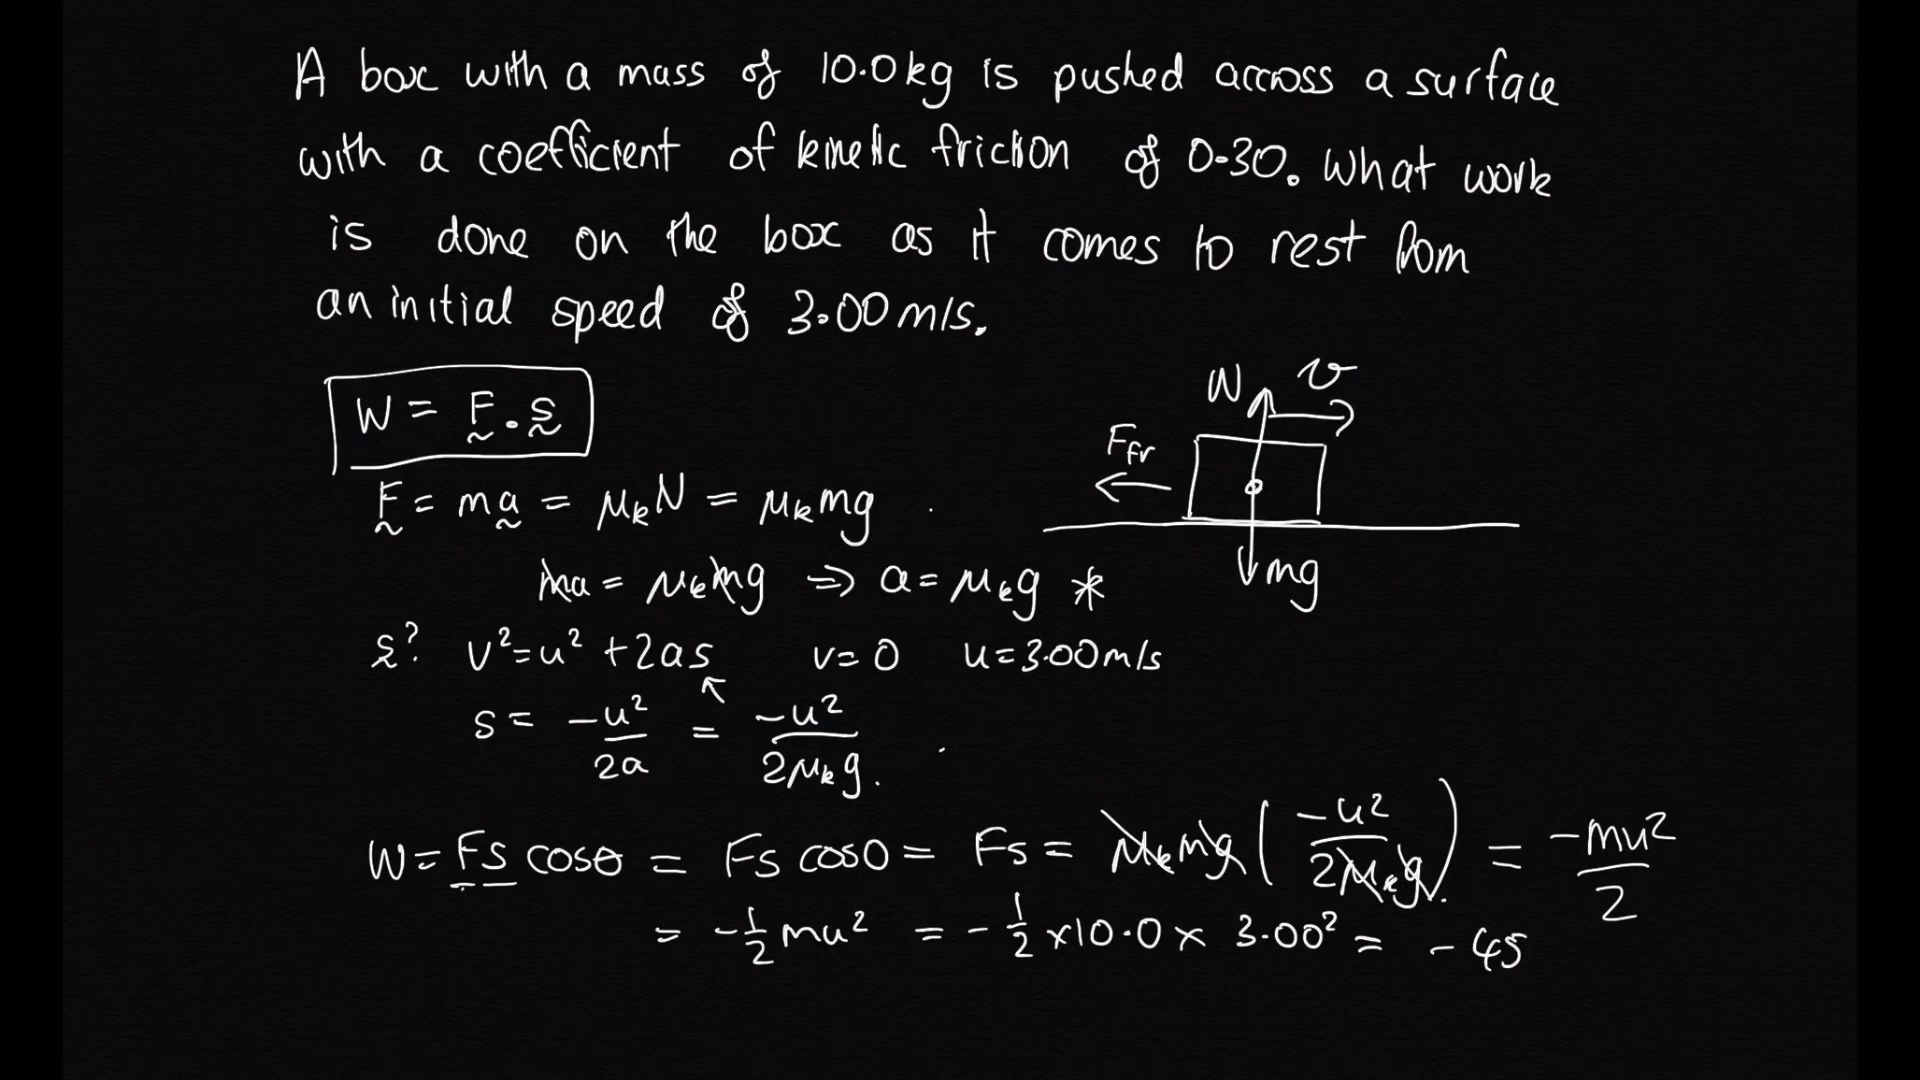 A box with a mass of 10.0kg is pushed across a surface
with a coefficient of kinetic friction of 0.30. What work
is done on the box as it comes to rest from
an initial speed of 3.00m/s.
W = F . s
F = ma = μkN = μkmg
ma = μkmg ⇒ a = μkg *
s? v² = u² + 2as v = 0 u = 3.00m/s
s = -u²/2a = -u²/2μkg.
W = Fs cosθ = Fs cos0 = Fs = μkmg(-u²/2μkg) = -mu²/2
= -½mu² = -½ x10.0 x 3.00² = -45
N v
Ffr
mg